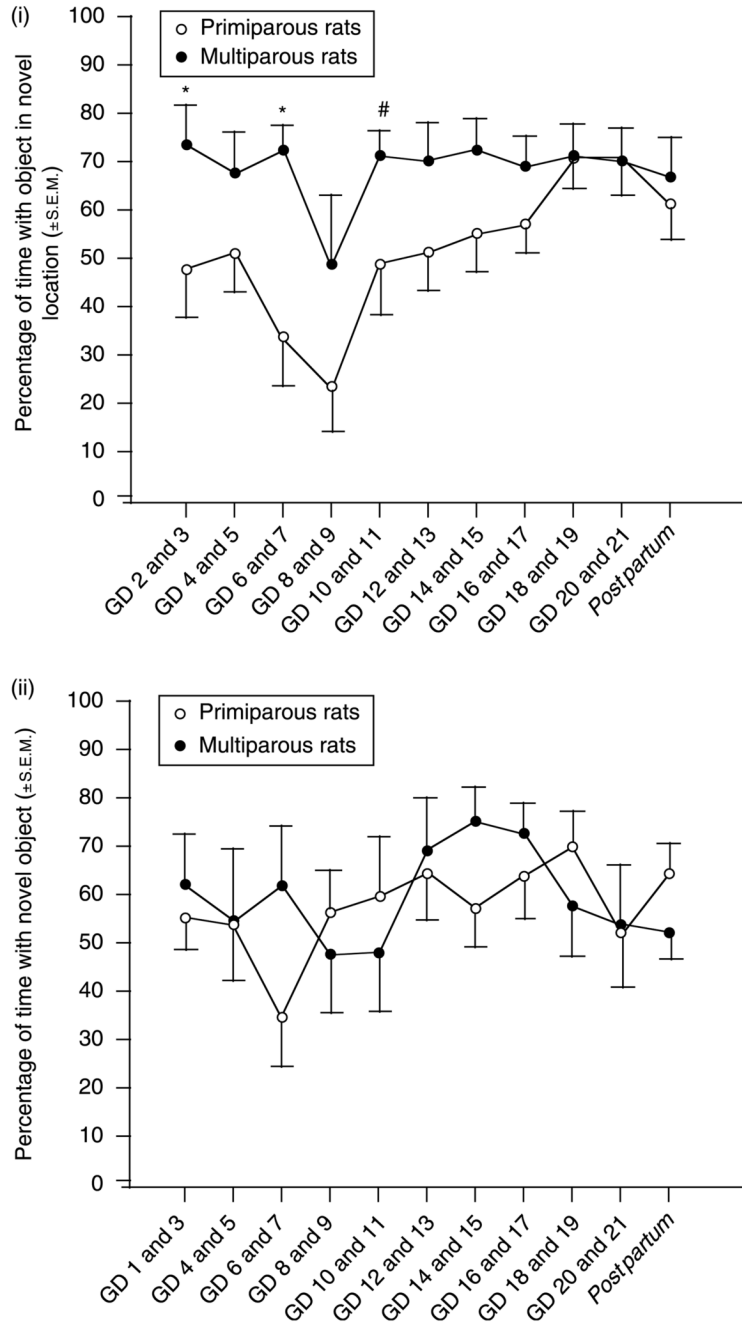 (i)
Percentage of time with object in novel
location (±S.E.M.)
100
90
80
70
60
50
40
30
20
10
0
Primiparous rats
Multiparous rats
*
*
#
GD 2 and 3
GD 4 and 5
GD 6 and 7
GD 8 and 9
GD 10 and 11
GD 12 and 13
GD 14 and 15
GD 16 and 17
GD 18 and 19
GD 20 and 21
Postpartum
(ii)
Percentage of time with novel object (±S.E.M.)
100
90
80
70
60
50
40
30
20
10
0
Primiparous rats
Multiparous rats
GD 1 and 3
GD 4 and 5
GD 6 and 7
GD 8 and 9
GD 10 and 11
GD 12 and 13
GD 14 and 15
GD 16 and 17
GD 18 and 19
GD 20 and 21
Postpartum